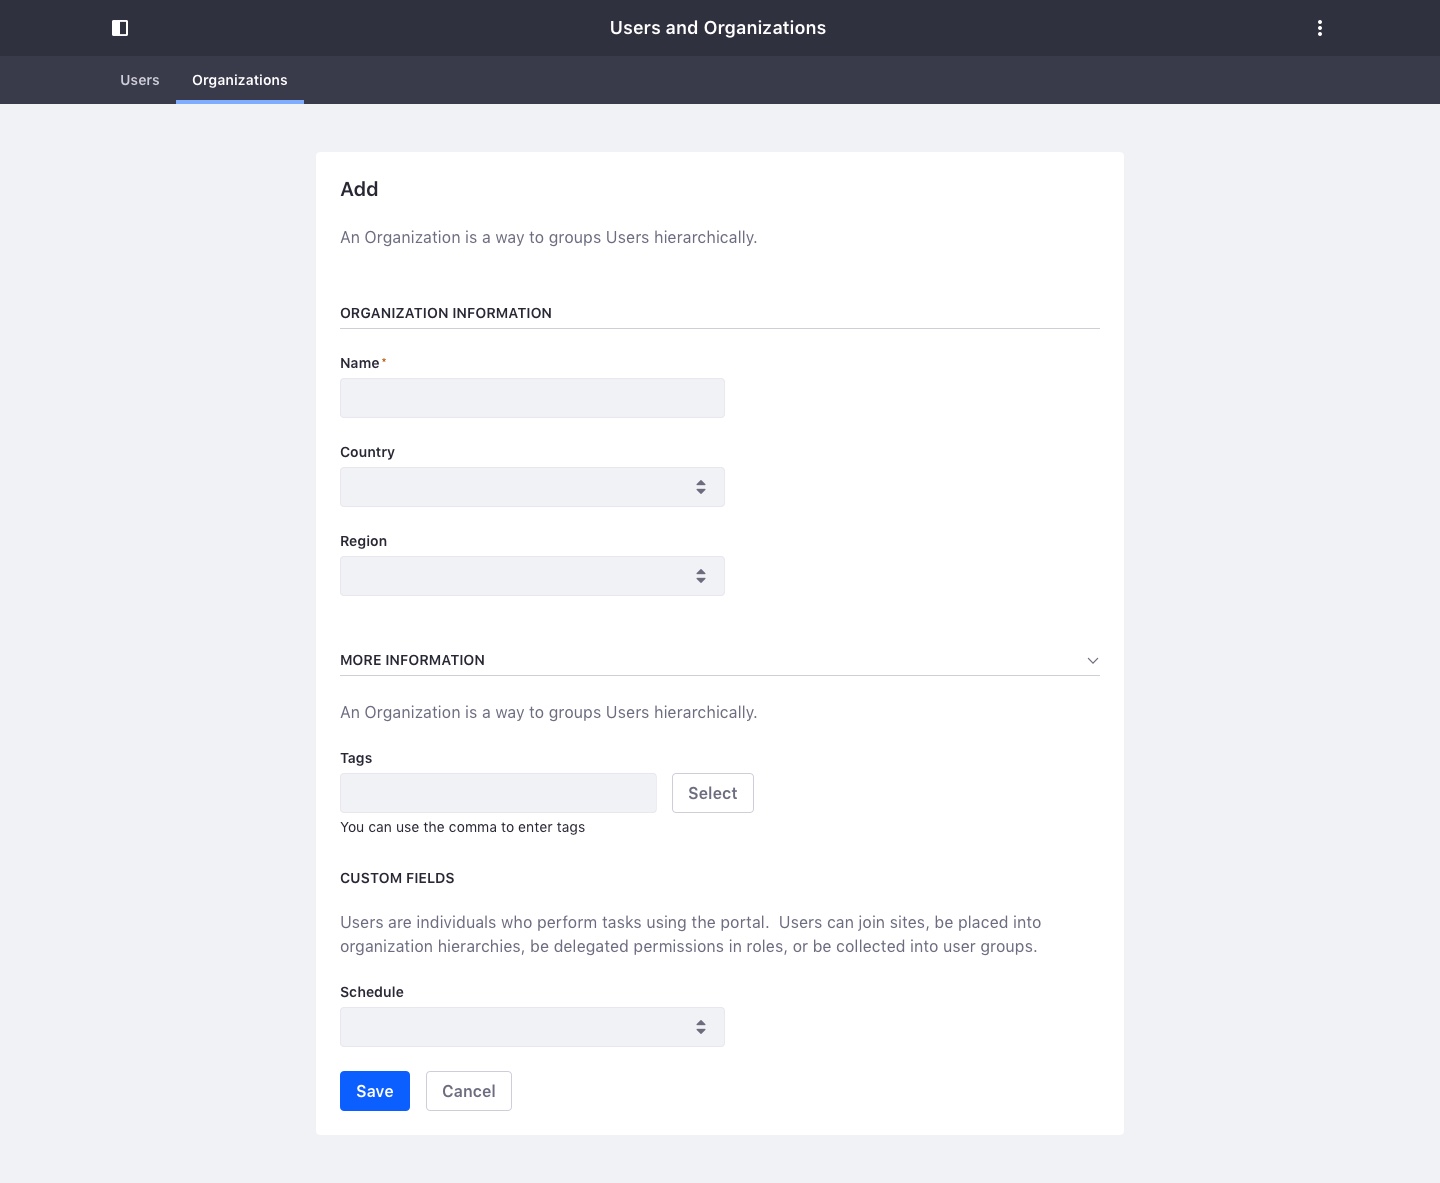 Users and Organizations
Users
Organizations
Add
An Organization is a way to groups Users hierarchically.
ORGANIZATION INFORMATION
Name*
Country
Region
MORE INFORMATION
An Organization is a way to groups Users hierarchically.
Tags
Select
You can use the comma to enter tags
CUSTOM FIELDS
Users are individuals who perform tasks using the portal.  Users can join sites, be placed into
organization hierarchies, be delegated permissions in roles, or be collected into user groups.
Schedule
Save
Cancel